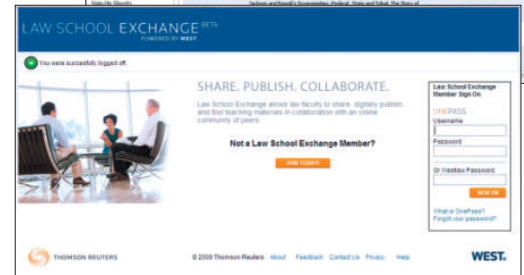 Sign-Up Sheets
LAW SCHOOL EXCHANGE BETA
POWERED BY WEST
You were successfully logged off.
SHARE. PUBLISH. COLLABORATE.
Law School Exchange allows law faculty to share, digitally publish
and find teaching materials in collaboration with an online
community of peers.
Not a Law School Exchange Member?
JOIN TODAY!
Law School Exchange
Member Sign On
ONEPASS
Username
Password
Or Westlaw Password
SIGN ON
What is OnePass?
Forgot your password?
THOMSON REUTERS
© 2009 Thomson Reuters About Feedback Contact Us Privacy Help
WEST.